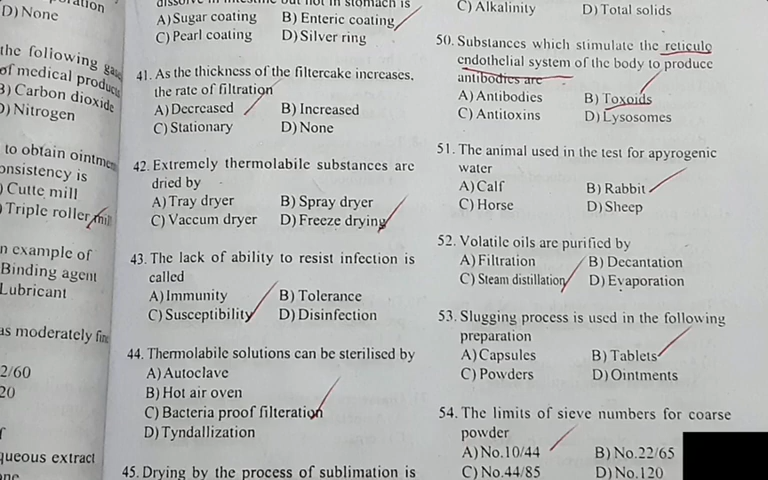 D) None
the following
of medical products
B) Carbon dioxide
D) Nitrogen
to obtain
consistency is
Cutte mill
Triple roller mill
n example of
Binding agent
Lubricant
as moderately fine
2/60
20
queous extract
A) Sugar coating B) Enteric coating
C) Pearl coating D) Silver ring
41. As the thickness of the filtercake increases,
the rate of filtration
A) Decreased B) Increased
C) Stationary D) None
42. Extremely thermolabile substances are
dried by
A) Tray dryer B) Spray dryer
C) Vaccum dryer D) Freeze drying
43. The lack of ability to resist infection is
called
A) Immunity B) Tolerance
C) Susceptibility D) Disinfection
44. Thermolabile solutions can be sterilised by
A) Autoclave
B) Hot air oven
C) Bacteria proof filteration
D) Tyndallization
45. Drying by the process of sublimation is
C) Alkalinity D) Total solids
50. Substances which stimulate the reticulo
endothelial system of the body to produce
antibodies are
A) Antibodies B) Toxoids
C) Antitoxins D) Lysosomes
51. The animal used in the test for apyrogenic
water
A) Calf B) Rabbit
C) Horse D) Sheep
52. Volatile oils are purified by
A) Filtration B) Decantation
C) Steam distillation D) Evaporation
53. Slugging process is used in the following
preparation
A) Capsules B) Tablets
C) Powders D) Ointments
54. The limits of sieve numbers for coarse
powder
A) No.10/44 B) No.22/65
C) No.44/85 D) No.120